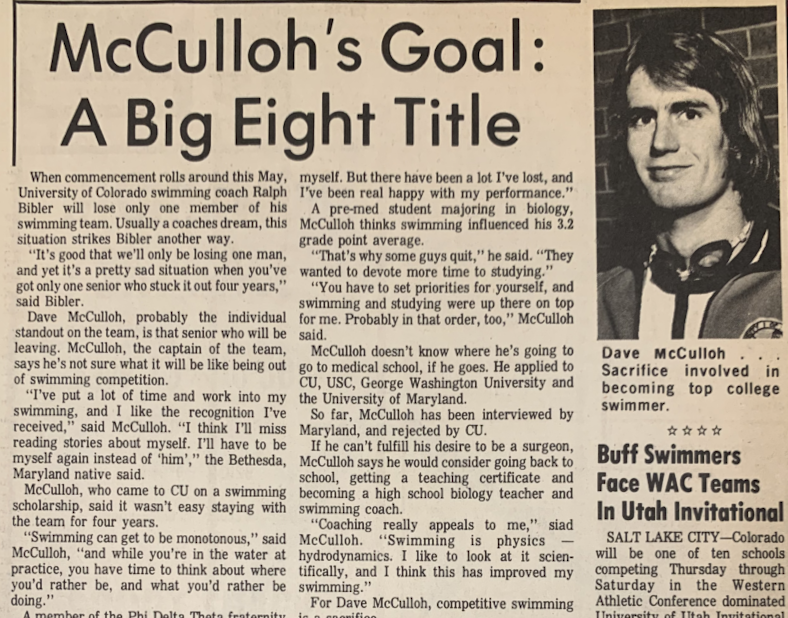 McCulloh's Goal:
A Big Eight Title
When commencement rolls around this May,
University of Colorado swimming coach Ralph
Bibler will lose only one member of his
swimming team. Usually a coaches dream, this
situation strikes Bibler another way.
"It's good that we'll only be losing one man,
and yet it's a pretty sad situation when you've
got only one senior who stuck it out four years,"
said Bibler.
Dave McCulloh, probably the individual
standout on the team, is that senior who will be
leaving. McCulloh, the captain of the team,
says he's not sure what it will be like being out
of swimming competition.
"I've put a lot of time and work into my
swimming, and I like the recognition I've
received," said McCulloh. "I think I'll miss
reading stories about myself. I'll have to be
myself again instead of 'him'," the Bethesda,
Maryland native said.
McCulloh, who came to CU on a swimming
scholarship, said it wasn't easy staying with
the team for four years.
"Swimming can get to be monotonous," said
McCulloh, "and while you're in the water at
practice, you have time to think about where
you'd rather be, and what you'd rather be
doing."
A member of the Phi Delta Theta fraternity
myself. But there have been a lot I've lost, and
I've been real happy with my performance."
A pre-med student majoring in biology,
McCulloh thinks swimming influenced his 3.2
grade point average.
"That's why some guys quit," he said. "They
wanted to devote more time to studying."
"You have to set priorities for yourself, and
swimming and studying were up there on top
for me. Probably in that order, too," McCulloh
said.
McCulloh doesn't know where he's going to
go to medical school, if he goes. He applied to
CU, USC, George Washington University and
the University of Maryland.
So far, McCulloh has been interviewed by
Maryland, and rejected by CU.
If he can't fulfill his desire to be a surgeon,
McCulloh says he would consider going back to
school, getting a teaching certificate and
becoming a high school biology teacher and
swimming coach.
"Coaching really appeals to me," siad
McCulloh. "Swimming is physics —
hydrodynamics. I like to look at it scien-
tifically, and I think this has improved my
swimming."
For Dave McCulloh, competitive swimming
is a sacrifice.
Dave McCulloh . . .
Sacrifice involved in
becoming top college
swimmer.
☆☆☆☆
Buff Swimmers
Face WAC Teams
In Utah Invitational
SALT LAKE CITY—Colorado
will be one of ten schools
competing Thursday through
Saturday in the Western
Athletic Conference dominated
University of Utah Invitational